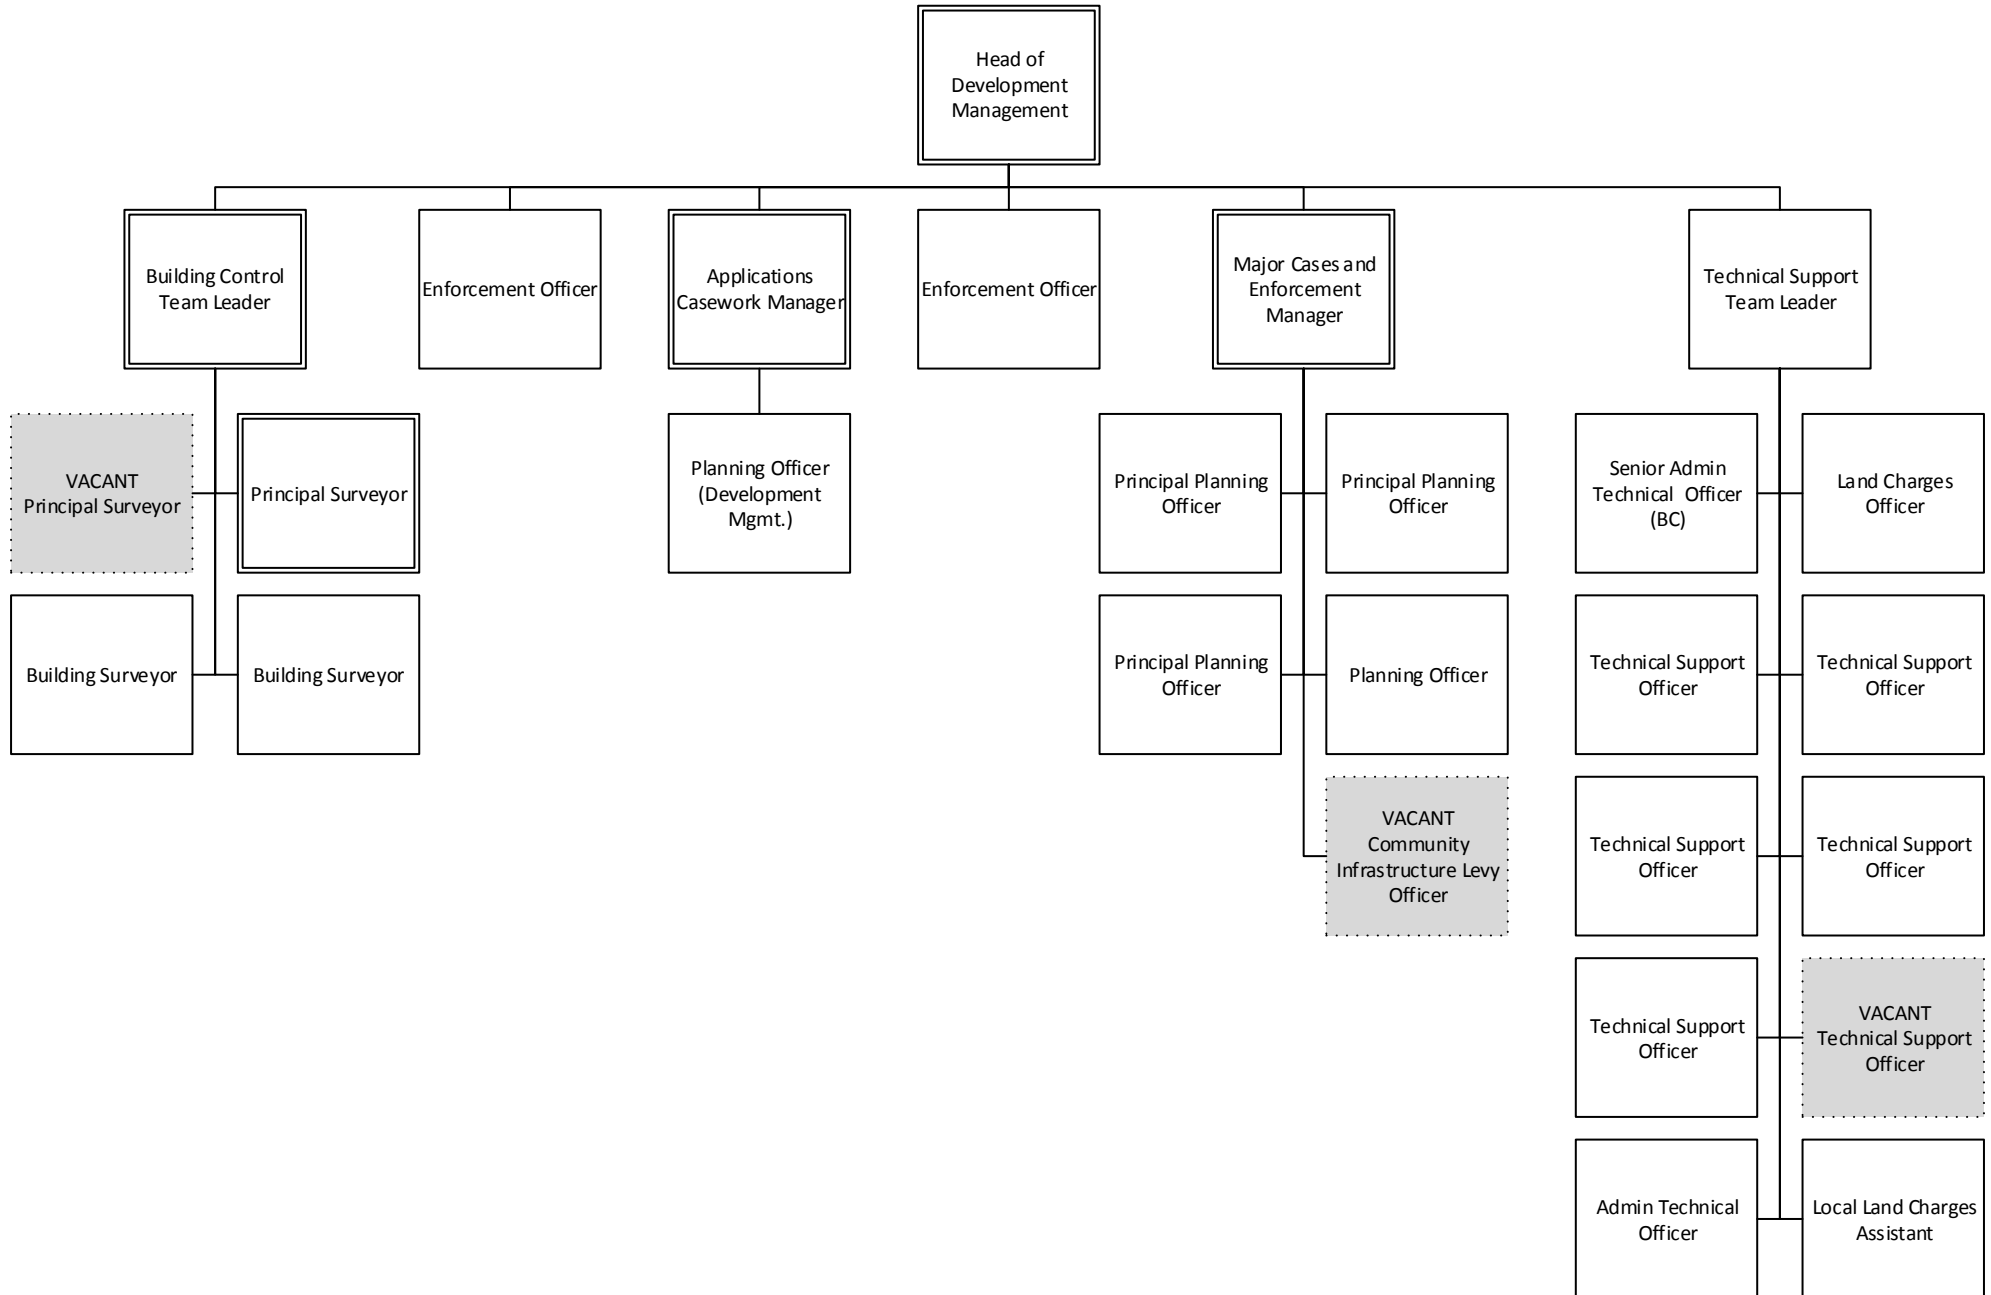 Head of
Development
Management
Building Control
Team Leader
Enforcement Officer
Applications
Casework Manager
Enforcement Officer
Major Cases and
Enforcement
Manager
Technical Support
Team Leader
VACANT
Principal Surveyor
Principal Surveyor
Planning Officer
(Development
Mgmt.)
Principal Planning
Officer
Principal Planning
Officer
Senior Admin
Technical Officer
(BC)
Land Charges
Officer
Building Surveyor
Building Surveyor
Principal Planning
Officer
Planning Officer
Technical Support
Officer
Technical Support
Officer
VACANT
Community
Infrastructure Levy
Officer
Technical Support
Officer
Technical Support
Officer
Technical Support
Officer
VACANT
Technical Support
Officer
Admin Technical
Officer
Local Land Charges
Assistant